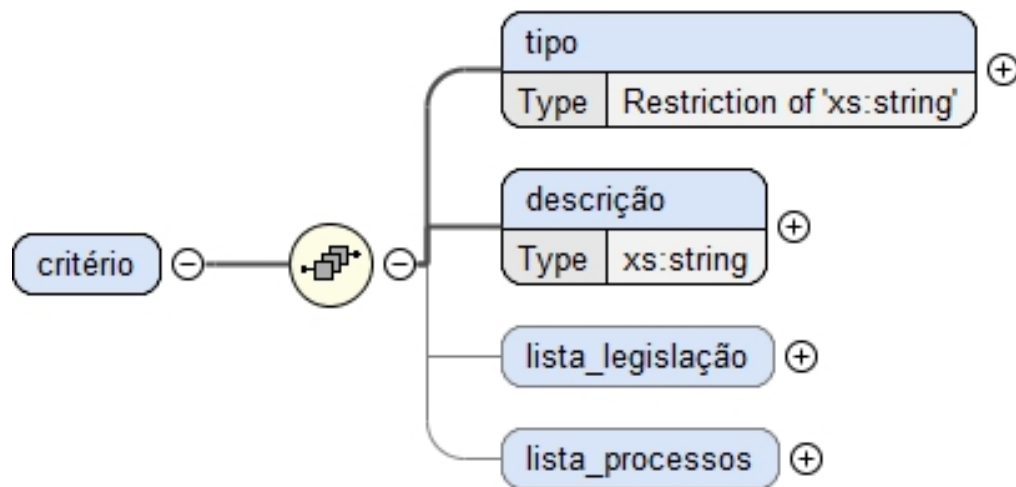 tipo
Type Restriction of 'xs:string'
descrição
Type xs:string
critério
lista_legislação
lista_processos